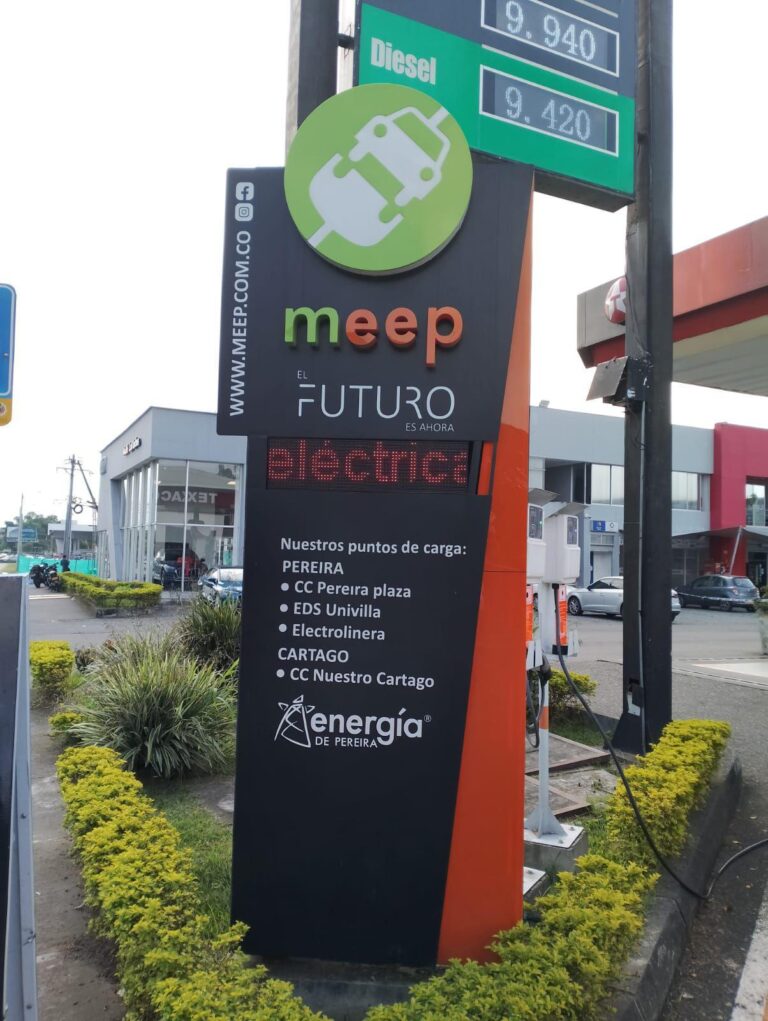 9.940
Diesel
9.420
WWW.MEEP.COM.CO
meep
EL
FUTURO
ES AHORA
eléctrica
Nuestros puntos de carga:
PEREIRA
• CC Pereira plaza
• EDS Univilla
• Electrolinera
CARTAGO
• CC Nuestro Cartago
energía®
DE PEREIRA
TEXACO